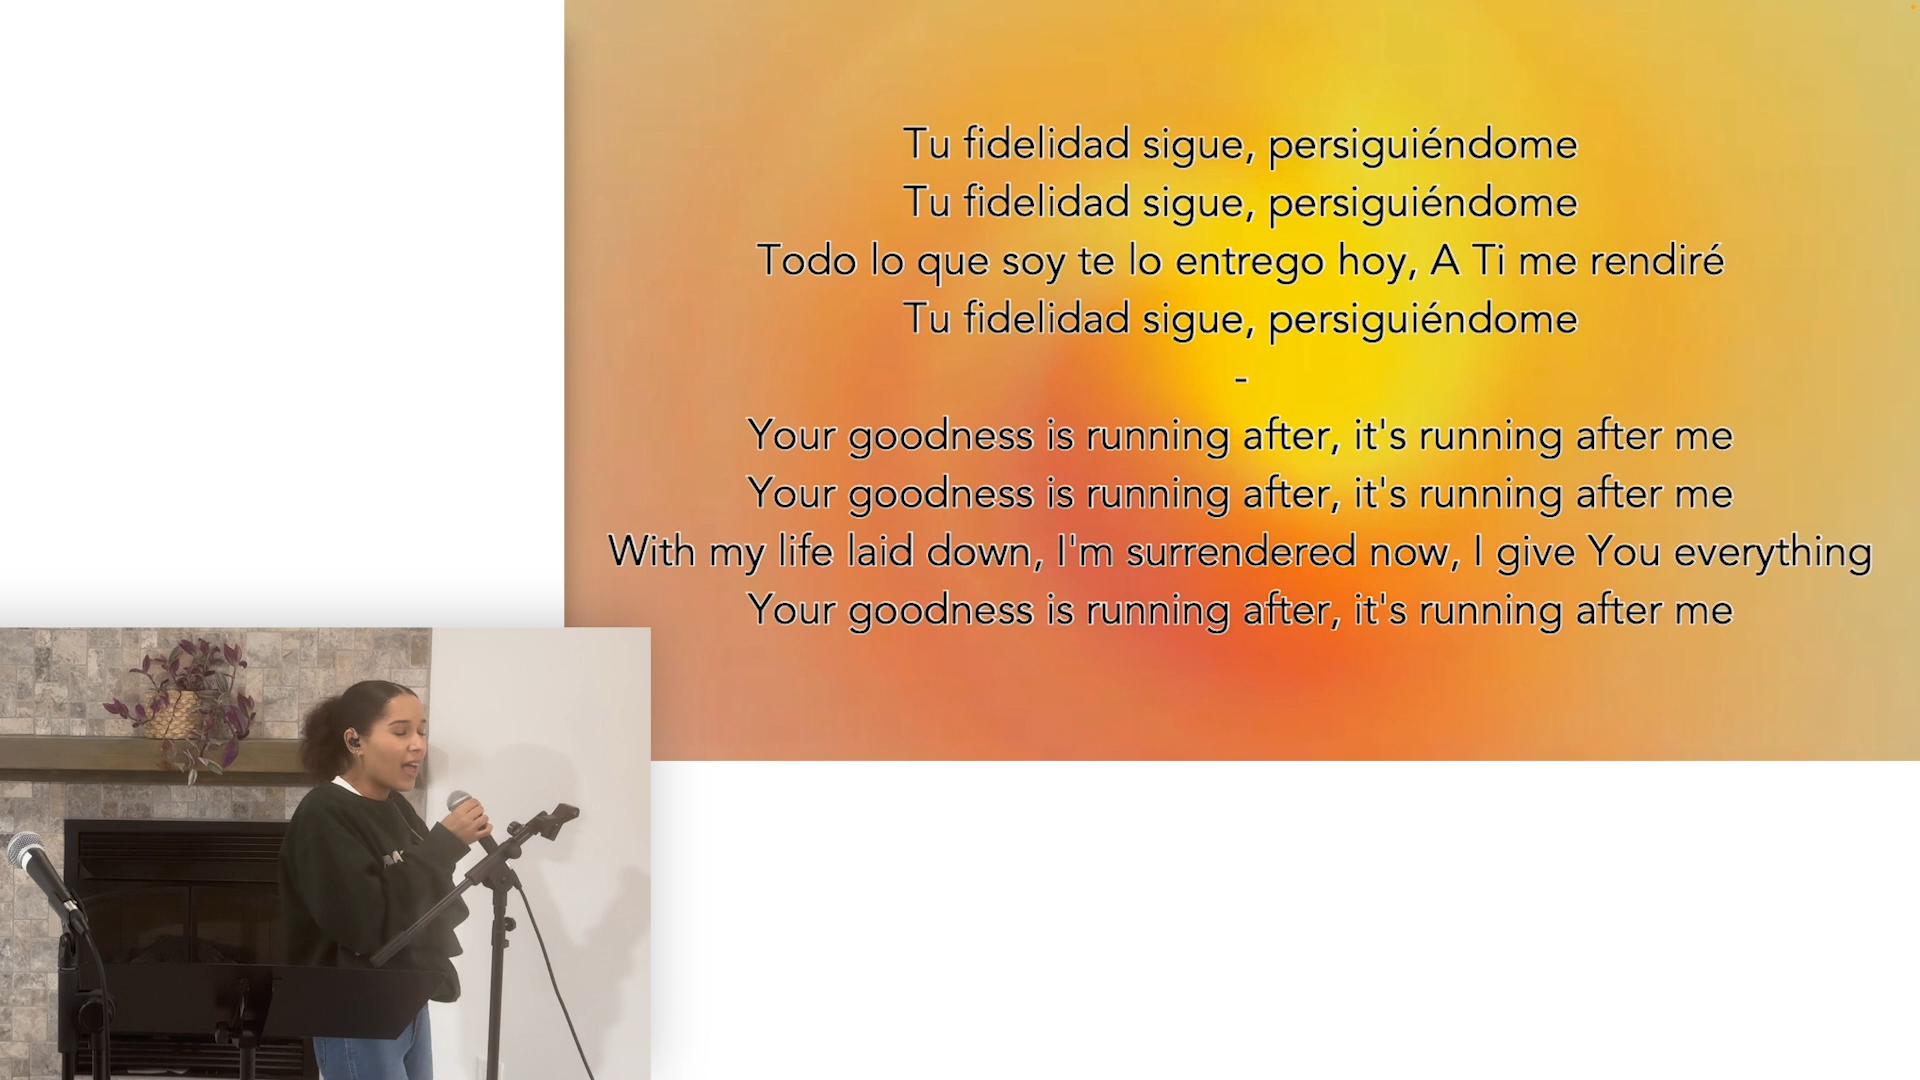 Tu fidelidad sigue, persiguiéndome
Tu fidelidad sigue, persiguiéndome
Todo lo que soy te lo entrego hoy, A Ti me rendiré
Tu fidelidad sigue, persiguiéndome
-
Your goodness is running after, it's running after me
Your goodness is running after, it's running after me
With my life laid down, I'm surrendered now, I give You everything
Your goodness is running after, it's running after me